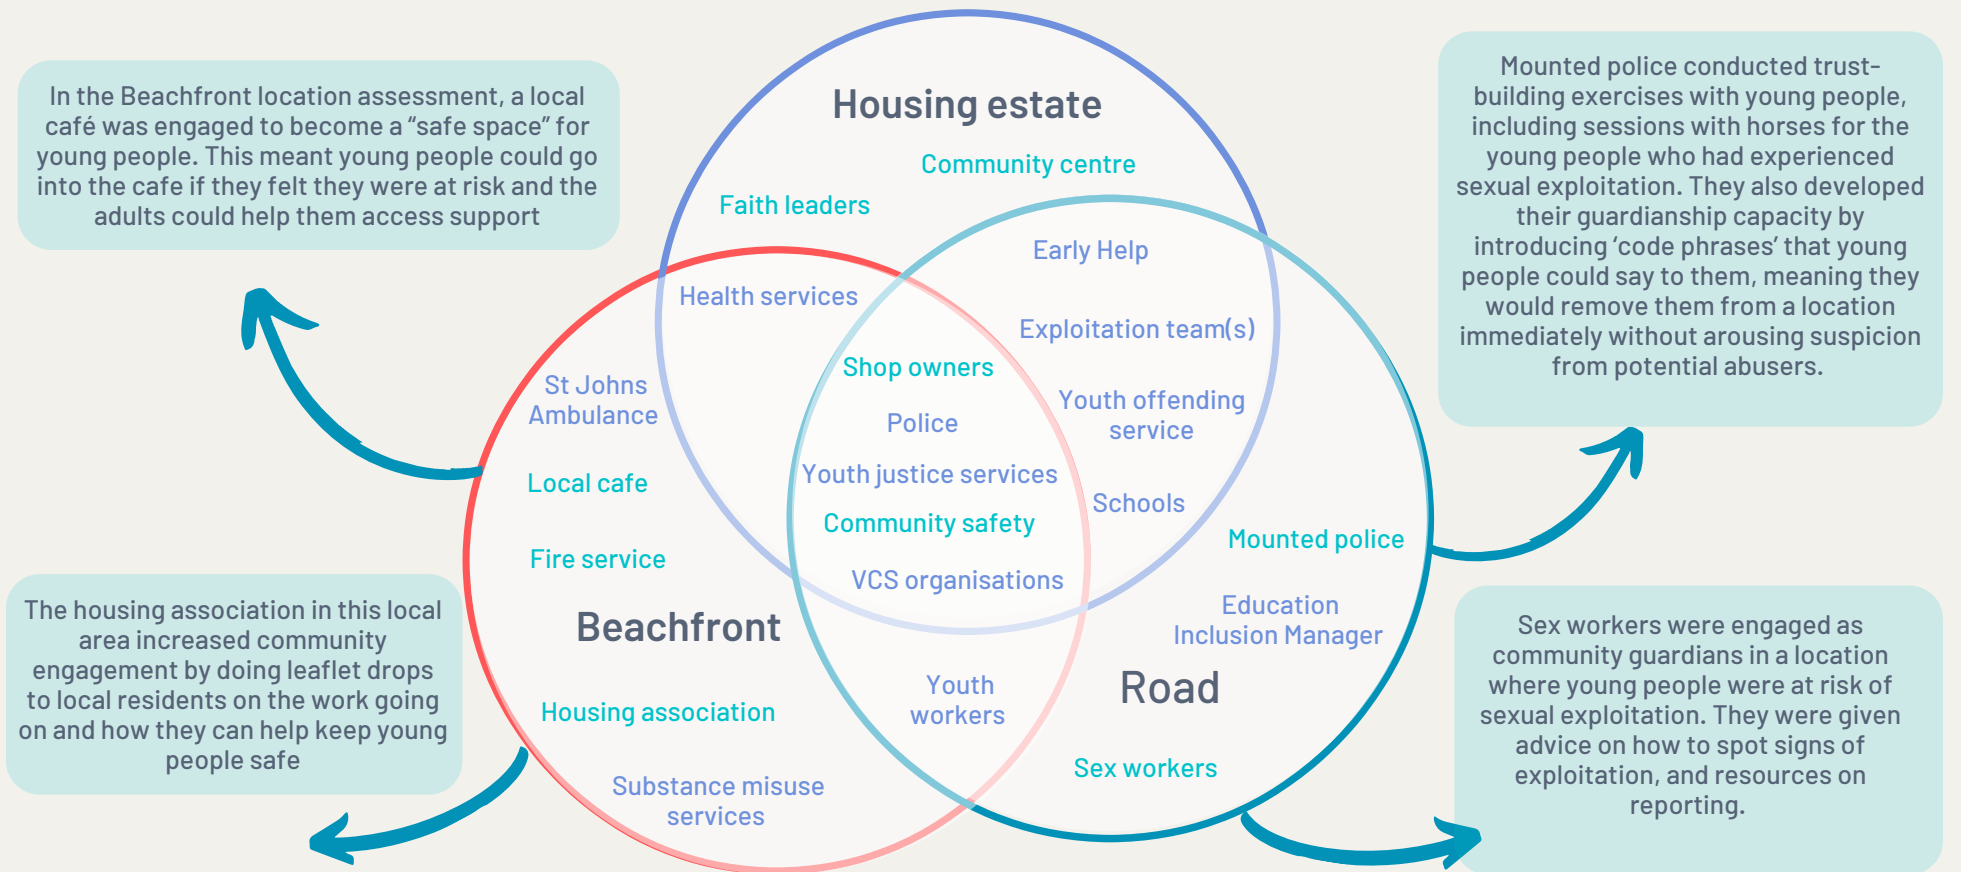 In the Beachfront location assessment, a local
café was engaged to become a “safe space” for
young people. This meant young people could go
into the cafe if they felt they were at risk and the
adults could help them access support
Housing estate
Community centre
Faith leaders
Mounted police conducted trust-
building exercises with young people,
including sessions with horses for the
young people who had experienced
sexual exploitation. They also developed
their guardianship capacity by
introducing ‘code phrases’ that young
people could say to them, meaning they
would remove them from a location
immediately without arousing suspicion
from potential abusers.
Early Help
Health services
Exploitation team(s)
Shop owners
St Johns
Ambulance
Youth offending
service
Police
Youth justice services
Local cafe
Schools
Community safety
Mounted police
Fire service
VCS organisations
The housing association in this local
area increased community
engagement by doing leaflet drops
to local residents on the work going
on and how they can help keep young
people safe
Beachfront
Education
Inclusion Manager
Road
Youth
workers
Housing association
Sex workers
Substance misuse
services
Sex workers were engaged as
community guardians in a location
where young people were at risk of
sexual exploitation. They were given
advice on how to spot signs of
exploitation, and resources on
reporting.